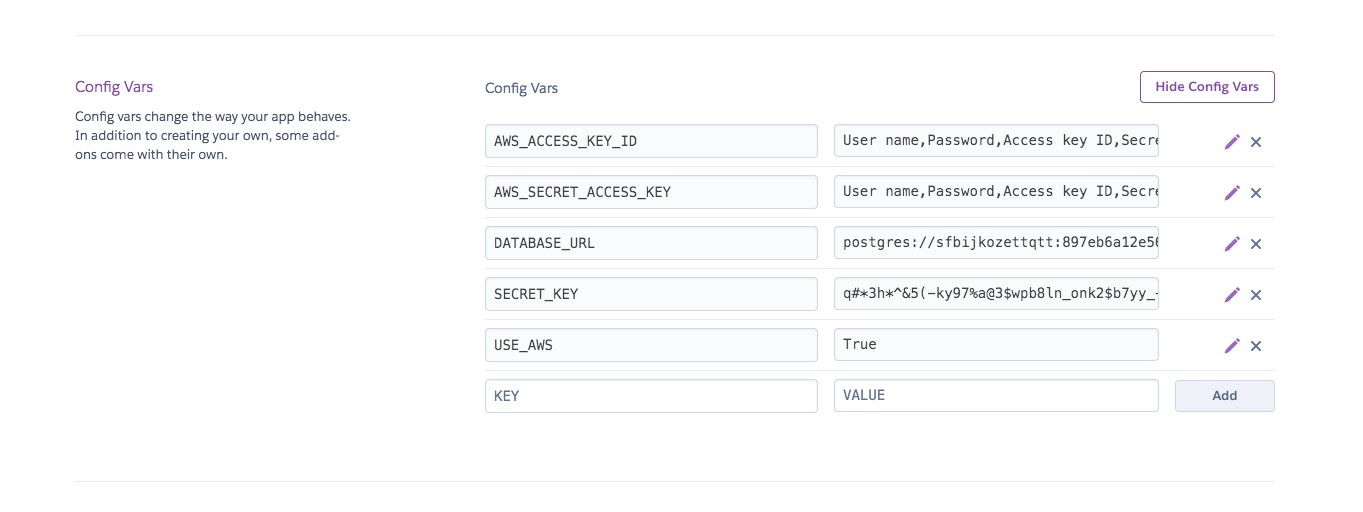 Config Vars
Config vars change the way your app behaves.
In addition to creating your own, some add-
ons come with their own.
Config Vars
Hide Config Vars
AWS_ACCESS_KEY_ID User name,Password,Access key ID,Secre
AWS_SECRET_ACCESS_KEY User name,Password,Access key ID,Secre
DATABASE_URL postgres://sfbijkozettqtt:897eb6a12e56
SECRET_KEY q#*3h*^&5(-ky97%a@3$wpb8ln_onk2$b7yy_-
USE_AWS True
KEY VALUE Add